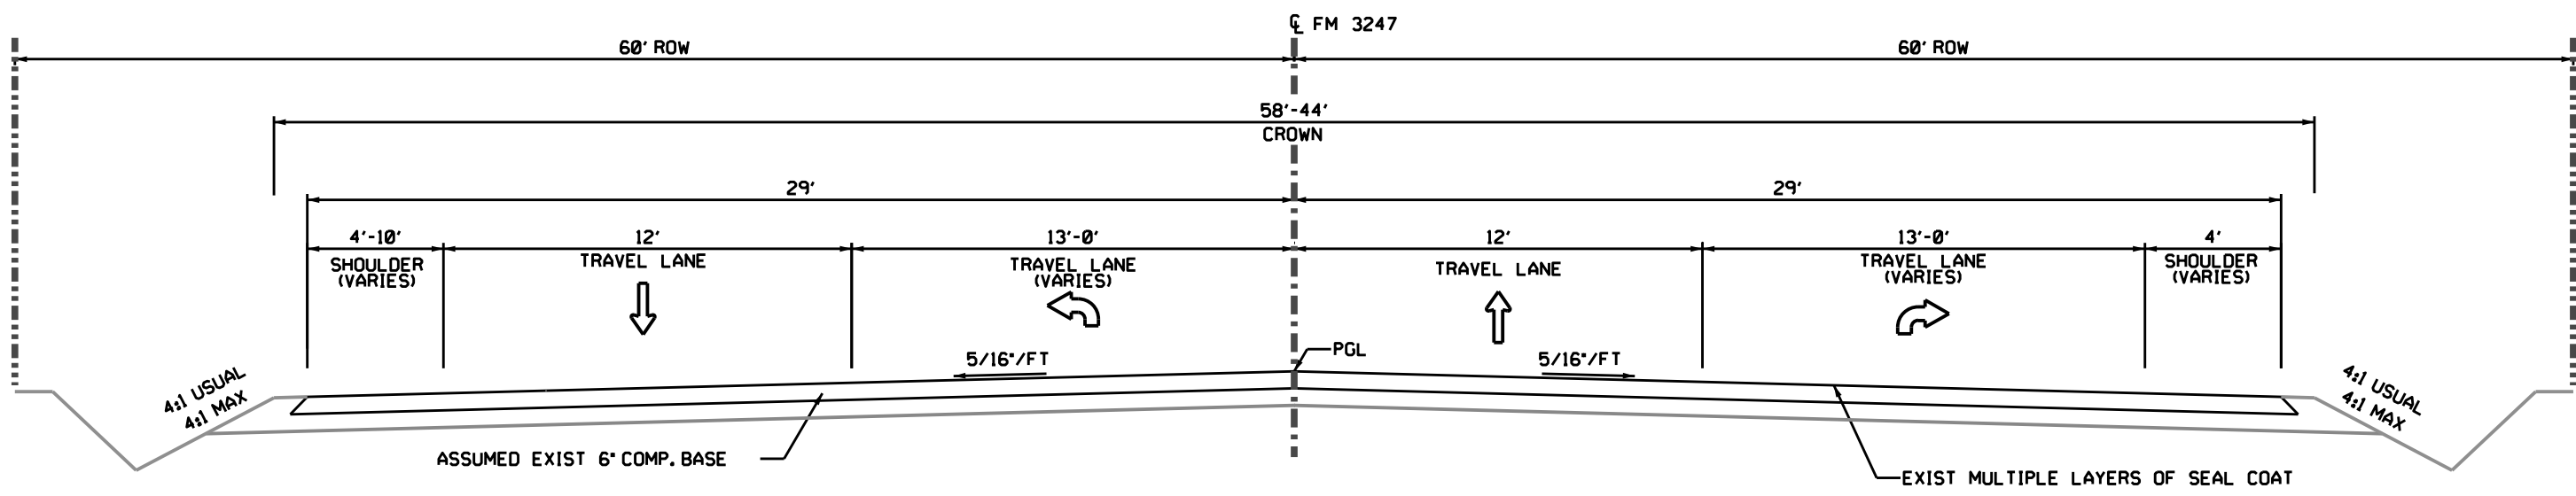 ℄ FM 3247
60' ROW
60' ROW
58'-44'
CROWN
29'
29'
4'-10'
12'
13'-0'
12'
13'-0'
4'
SHOULDER
(VARIES)
TRAVEL LANE
TRAVEL LANE
(VARIES)
TRAVEL LANE
TRAVEL LANE
(VARIES)
SHOULDER
(VARIES)
5/16"/FT
PGL
5/16"/FT
4:1 USUAL
4:1 MAX
4:1 USUAL
4:1 MAX
ASSUMED EXIST 6" COMP. BASE
EXIST MULTIPLE LAYERS OF SEAL COAT